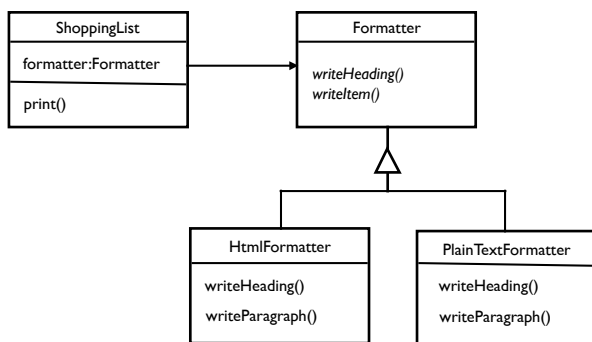 ShoppingList
formatter:Formatter
print()
Formatter
writeHeading()
writeItem()
HtmlFormatter
writeHeading()
writeParagraph()
PlainTextFormatter
writeHeading()
writeParagraph()